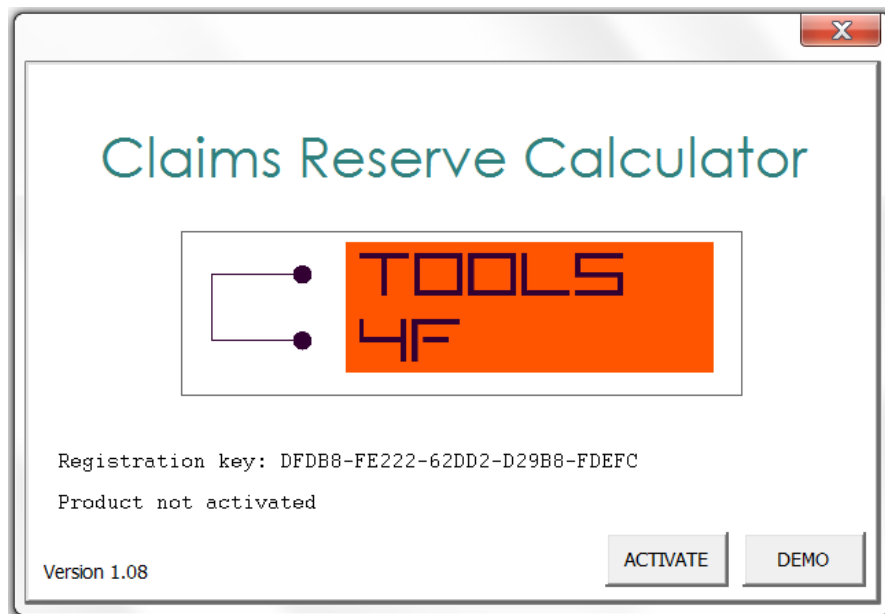 Claims Reserve Calculator
TOOLS
4F
Registration key: DFDB8-FE222-62DD2-D29B8-FDEFC
Product not activated
Version 1.08
ACTIVATE
DEMO